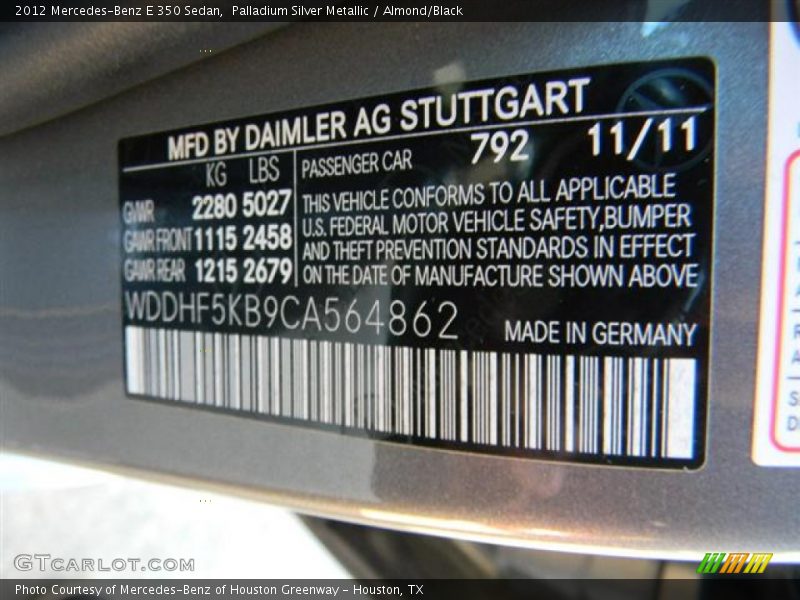 2012 Mercedes-Benz E 350 Sedan,  Palladium Silver Metallic / Almond/Black
MFD BY DAIMLER AG STUTTGART
KG LBS
GVWR 2280 5027
GAWR FRONT 1115 2458
GAWR REAR 1215 2679
PASSENGER CAR 792 11/11
THIS VEHICLE CONFORMS TO ALL APPLICABLE
U.S. FEDERAL MOTOR VEHICLE SAFETY,BUMPER
AND THEFT PREVENTION STANDARDS IN EFFECT
ON THE DATE OF MANUFACTURE SHOWN ABOVE
WDDHF5KB9CA564862
MADE IN GERMANY
GTcarlot.com
Photo Courtesy of Mercedes-Benz of Houston Greenway - Houston, TX